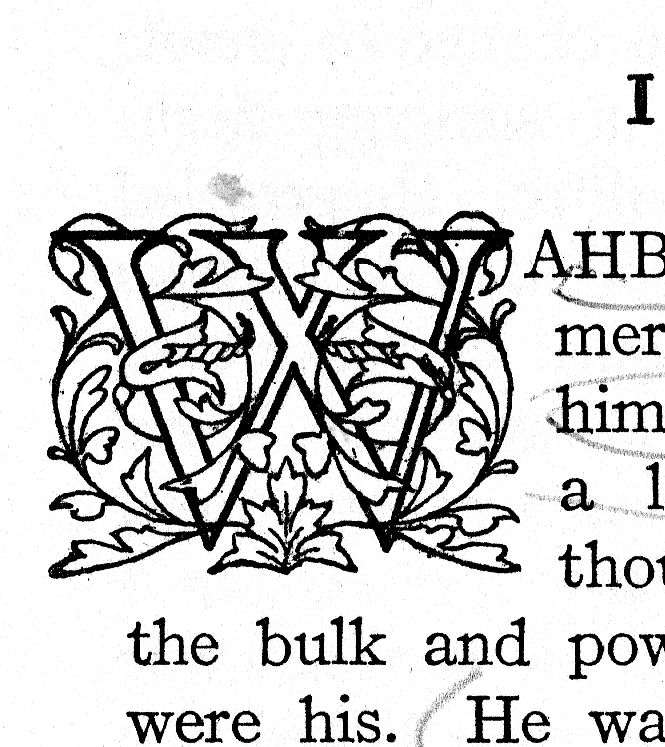 I
WAHB
mer
him
a l
thou
the bulk and pow
were his. He wa